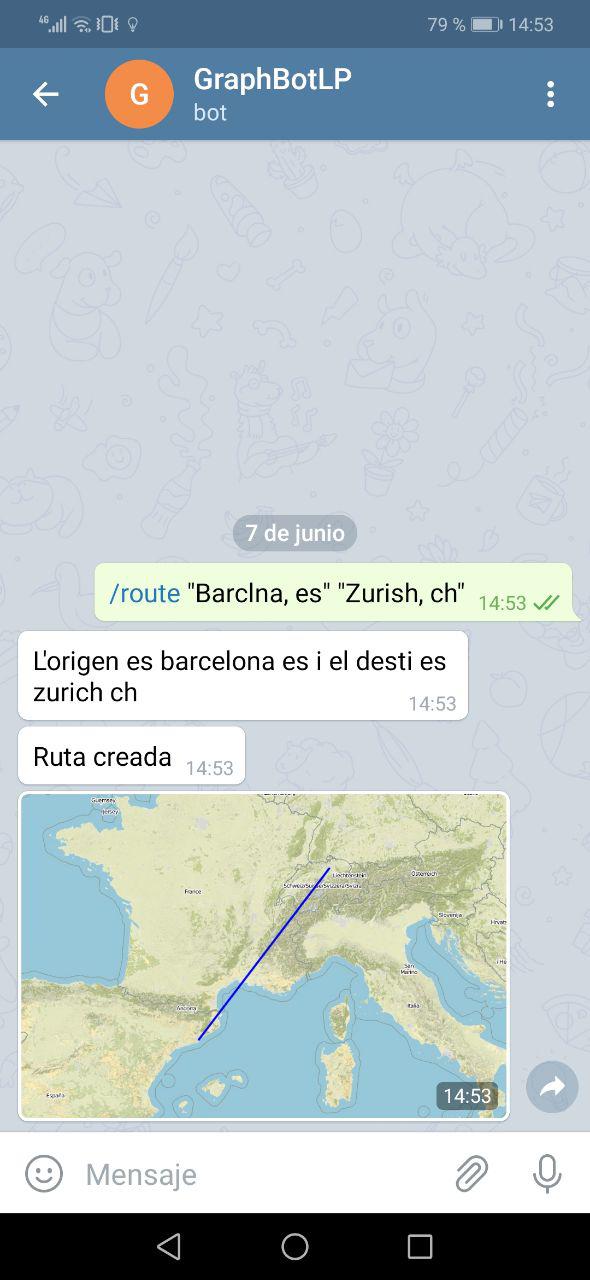 4G 79 % 14:53
G GraphBotLP
bot
7 de junio
/route "Barclna, es" "Zurish, ch" 14:53
L'origen es barcelona es i el desti es
zurich ch 14:53
Ruta creada 14:53
Guernsey
Jersey
France
Liechtenstein
Österreich
Schweiz/Suisse/Svizzera/Svizra
Slovenija
Hrvats
San
Marino
Italia
Andorra
España
14:53
Mensaje